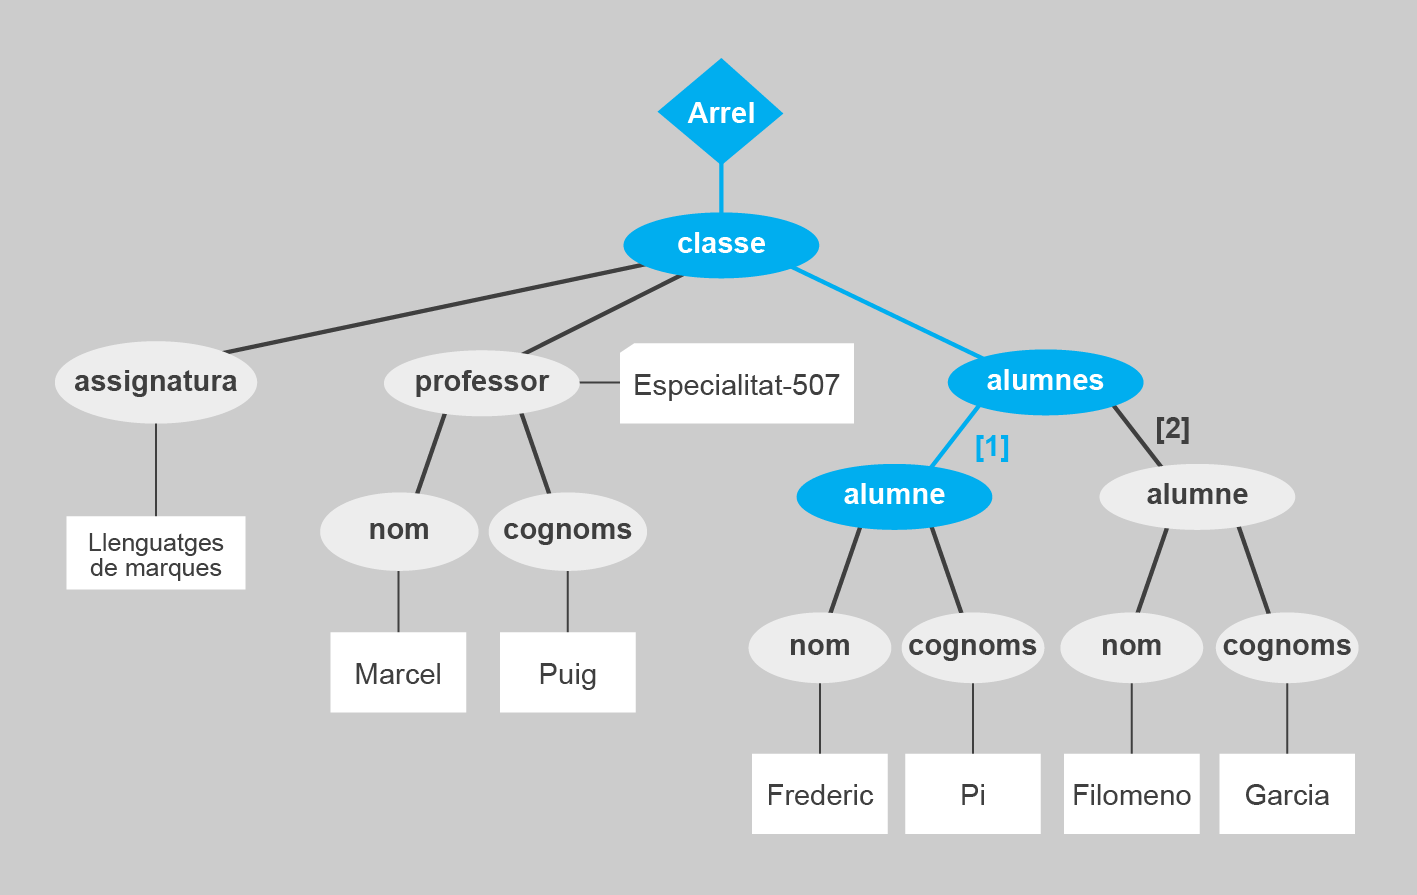 Arrel
classe
assignatura
professor
Especialitat-507
alumnes
[1]
[2]
alumne
alumne
nom
cognoms
Llenguatges
de marques
nom
cognoms
nom
cognoms
Marcel
Puig
Frederic
Pi
Filomeno
Garcia